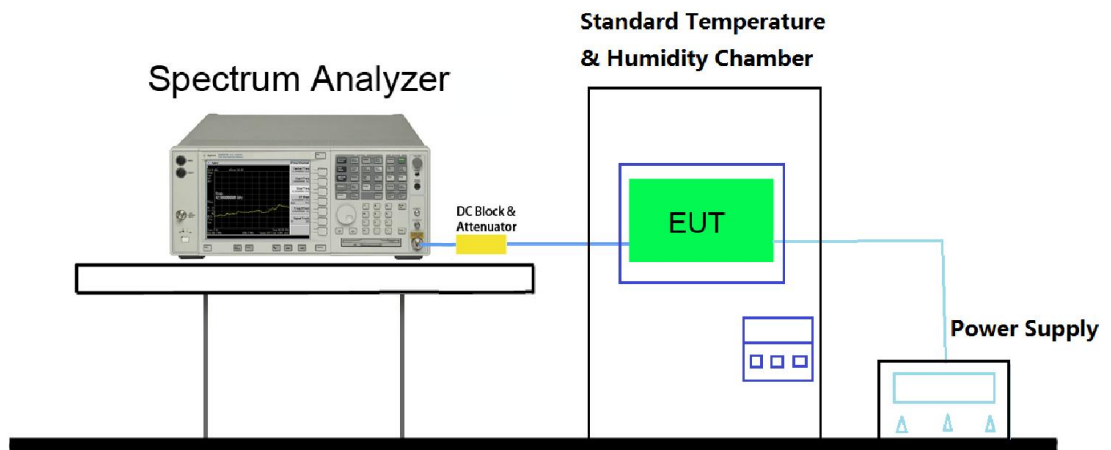 Standard Temperature
& Humidity Chamber
Spectrum Analyzer
DC Block &
Attenuator
EUT
Power Supply